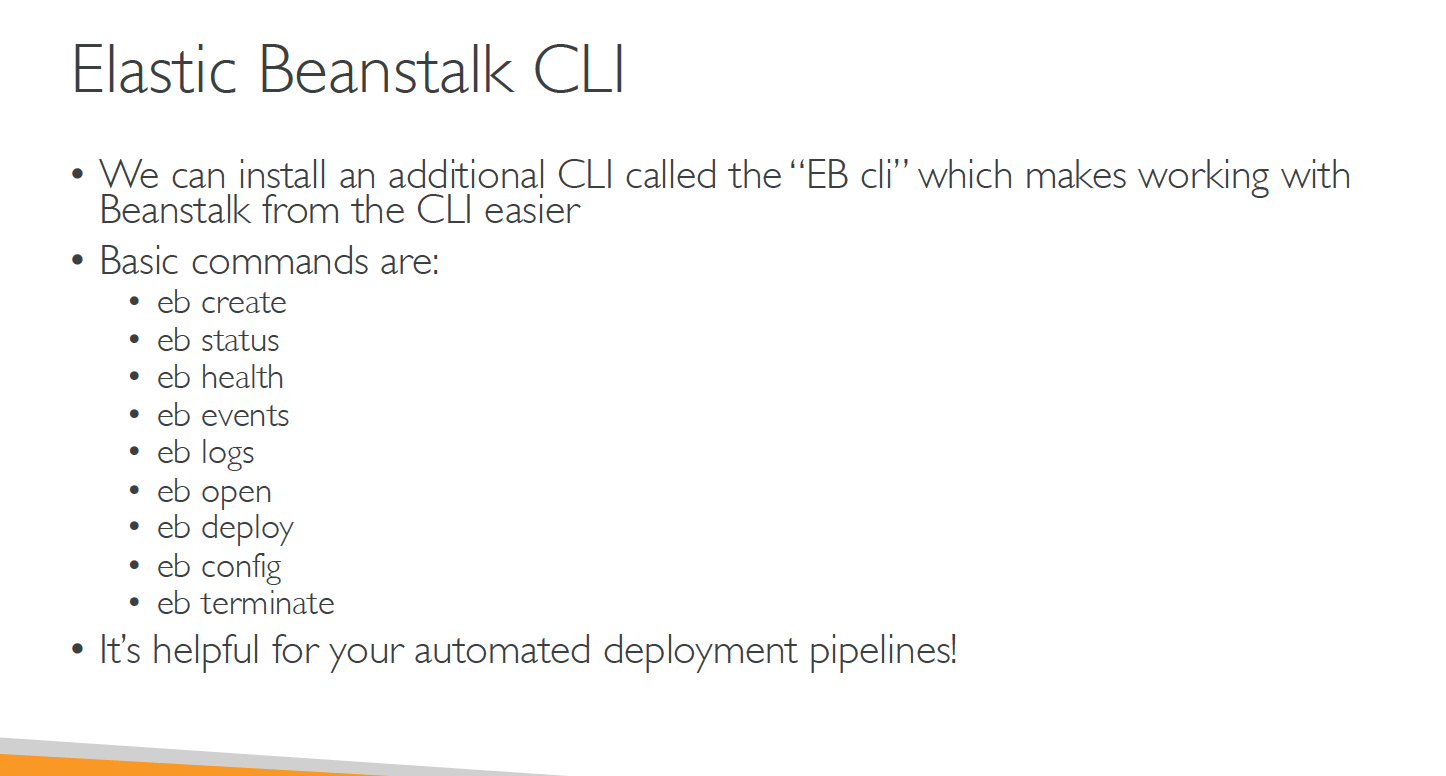 Elastic Beanstalk CLI
• We can install an additional CLI called the “EB cli” which makes working with
Beanstalk from the CLI easier
• Basic commands are:
• eb create
• eb status
• eb health
• eb events
• eb logs
• eb open
• eb deploy
• eb config
• eb terminate
• It’s helpful for your automated deployment pipelines!